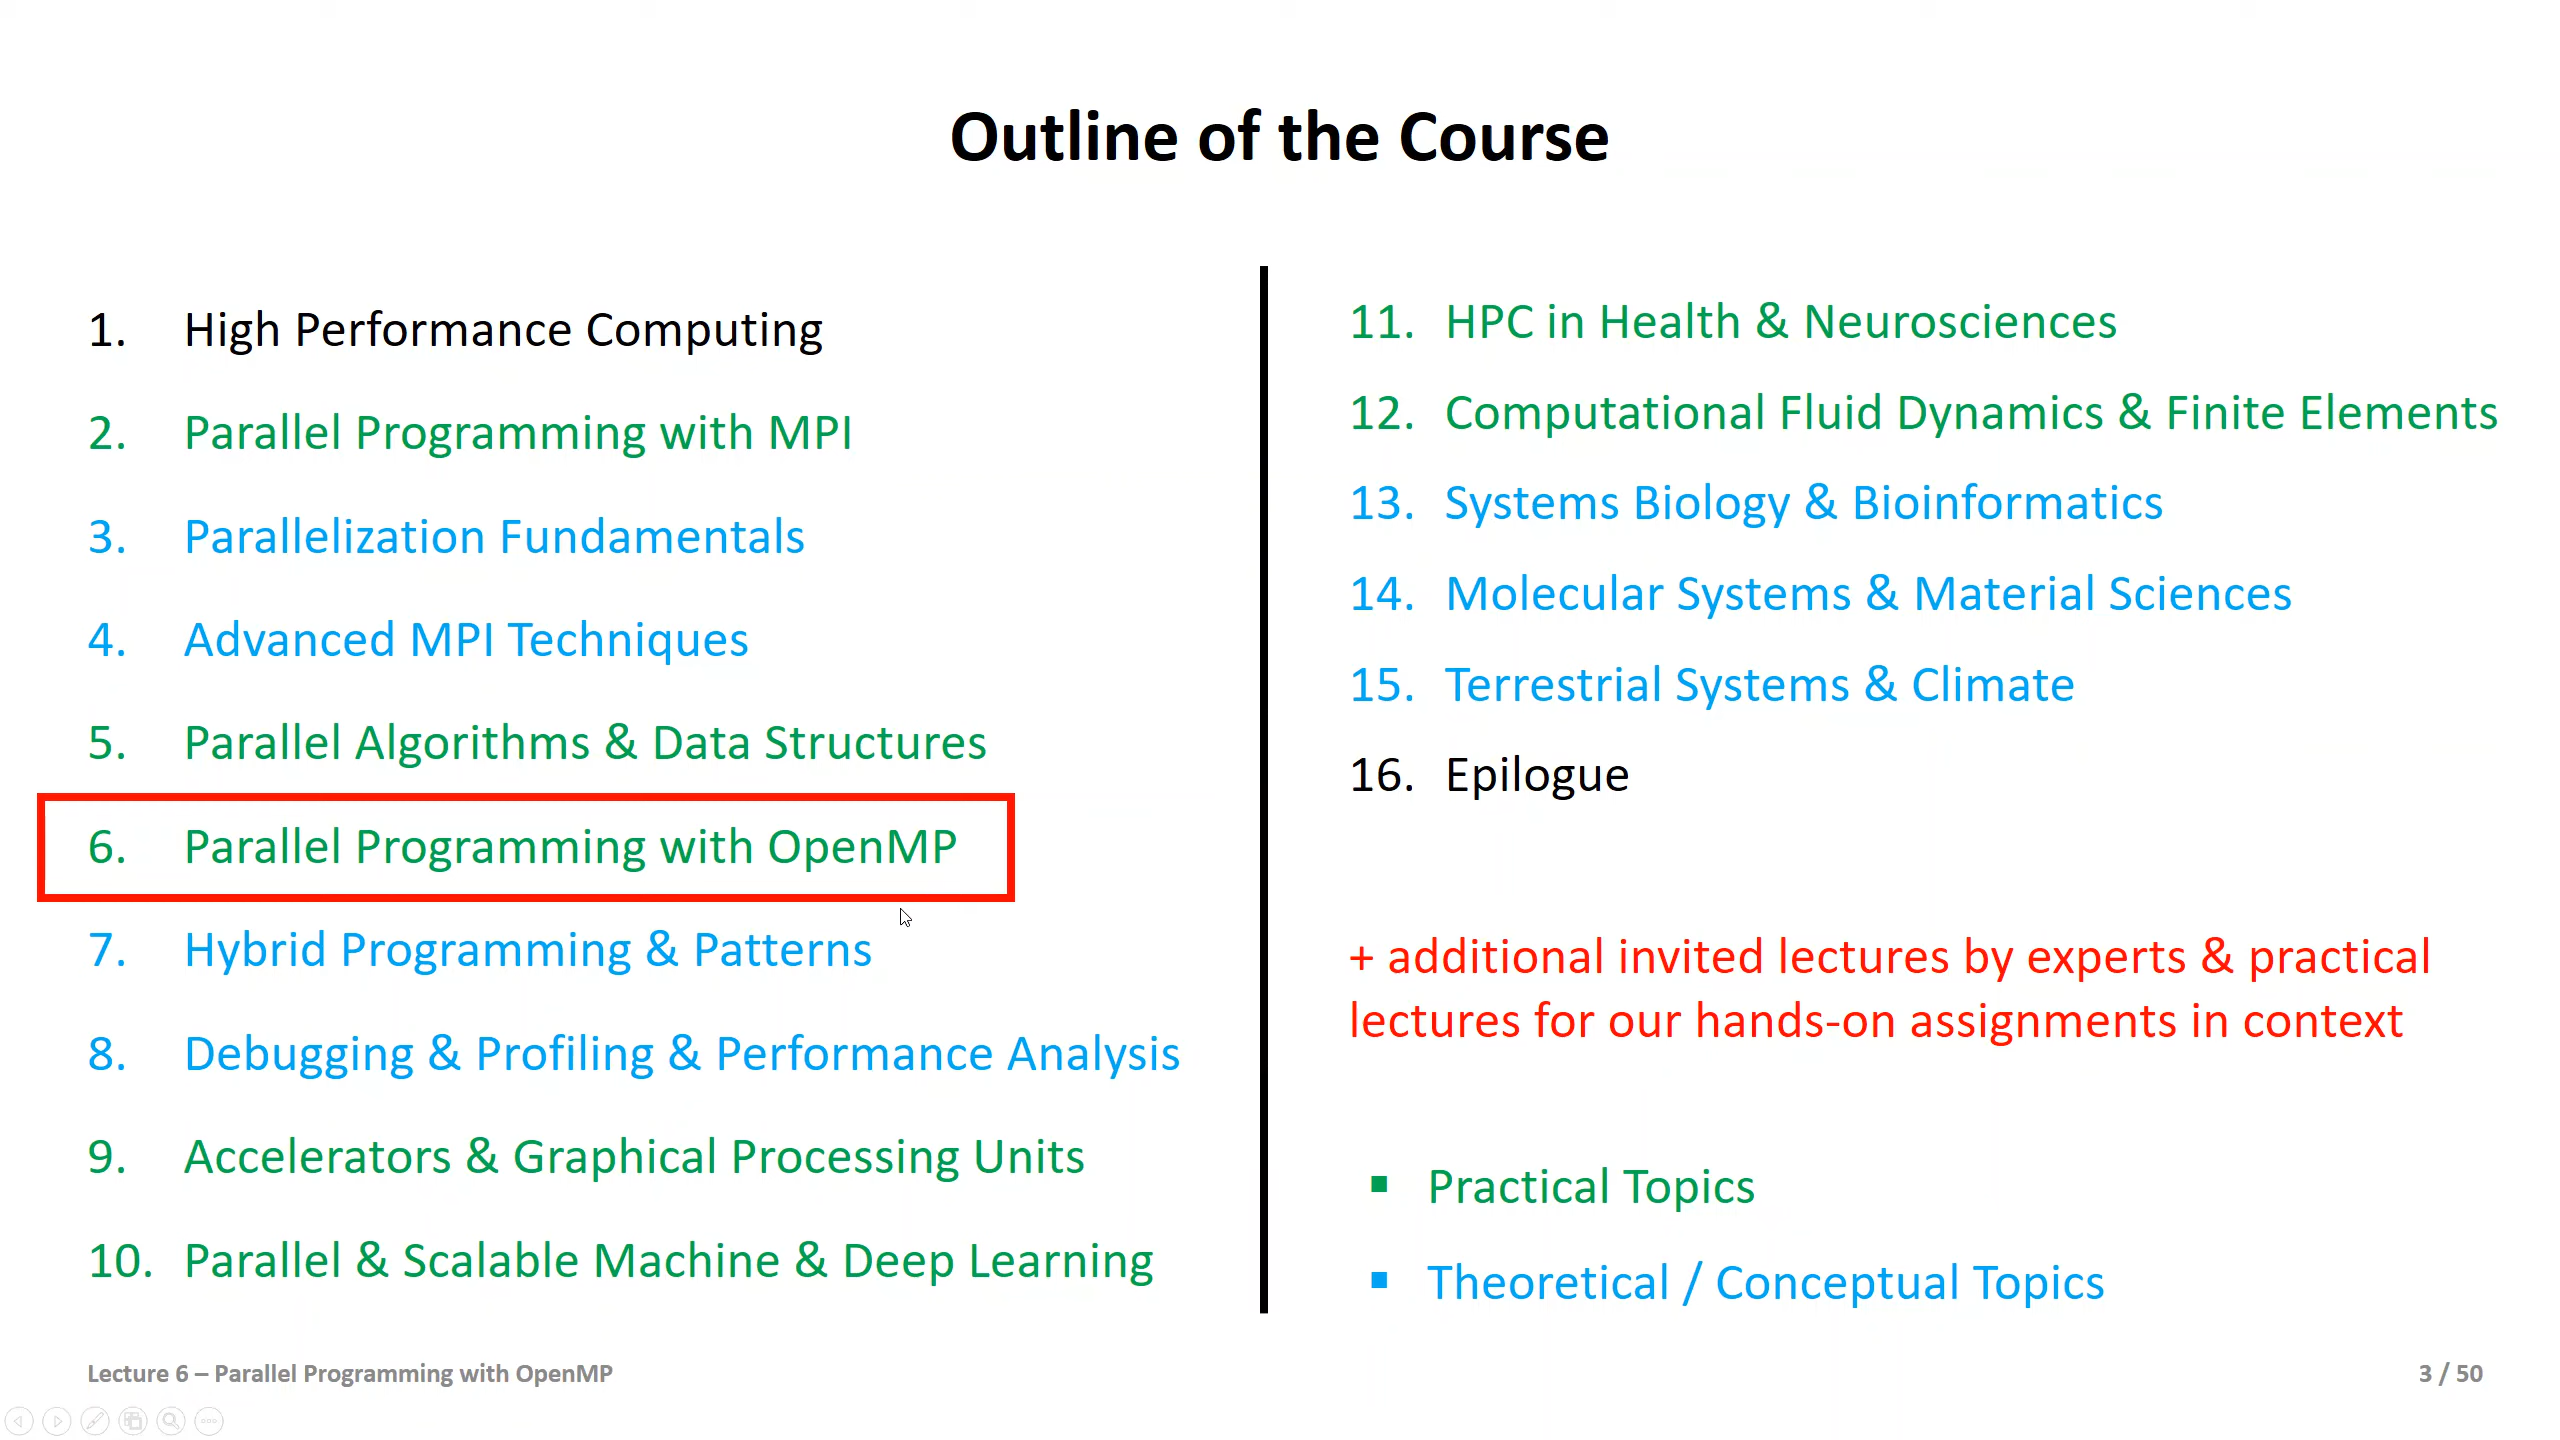 Outline of the Course
1. High Performance Computing
2. Parallel Programming with MPI
3. Parallelization Fundamentals
4. Advanced MPI Techniques
5. Parallel Algorithms & Data Structures
6. Parallel Programming with OpenMP
7. Hybrid Programming & Patterns
8. Debugging & Profiling & Performance Analysis
9. Accelerators & Graphical Processing Units
10. Parallel & Scalable Machine & Deep Learning
11. HPC in Health & Neurosciences
12. Computational Fluid Dynamics & Finite Elements
13. Systems Biology & Bioinformatics
14. Molecular Systems & Material Sciences
15. Terrestrial Systems & Climate
16. Epilogue
+ additional invited lectures by experts & practical
lectures for our hands-on assignments in context
▪ Practical Topics
▪ Theoretical / Conceptual Topics
Lecture 6 – Parallel Programming with OpenMP
3 / 50